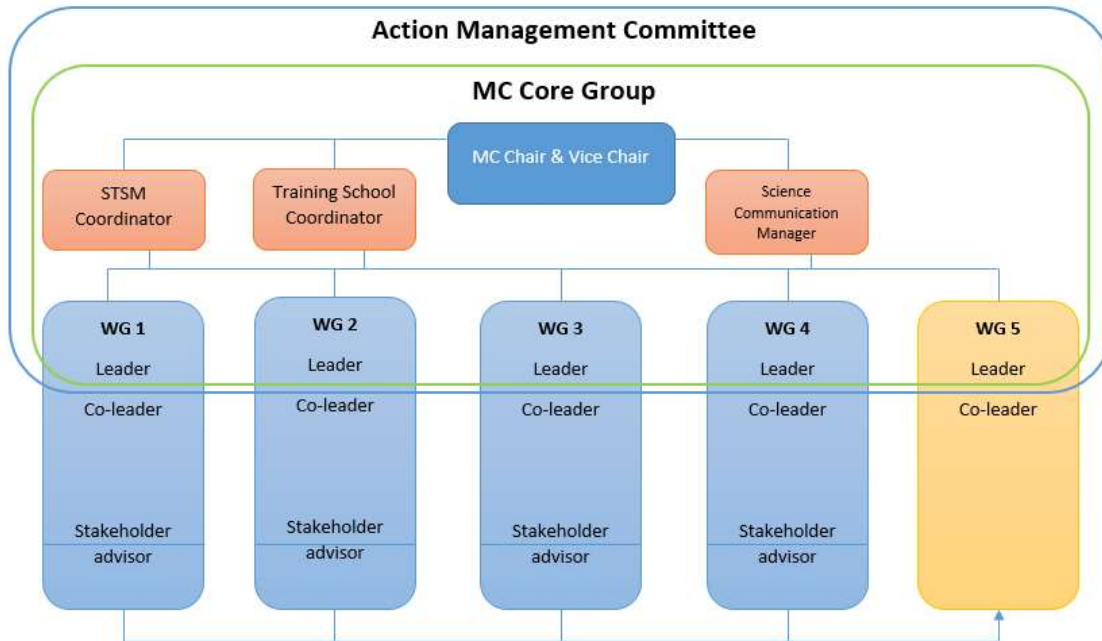 Action Management Committee
MC Core Group
MC Chair & Vice Chair
STSM
Coordinator
Training School
Coordinator
Science
Communication
Manager
WG 1
Leader
Co-leader
Stakeholder
advisor
WG 2
Leader
Co-leader
Stakeholder
advisor
WG 3
Leader
Co-leader
Stakeholder
advisor
WG 4
Leader
Co-leader
Stakeholder
advisor
WG 5
Leader
Co-leader